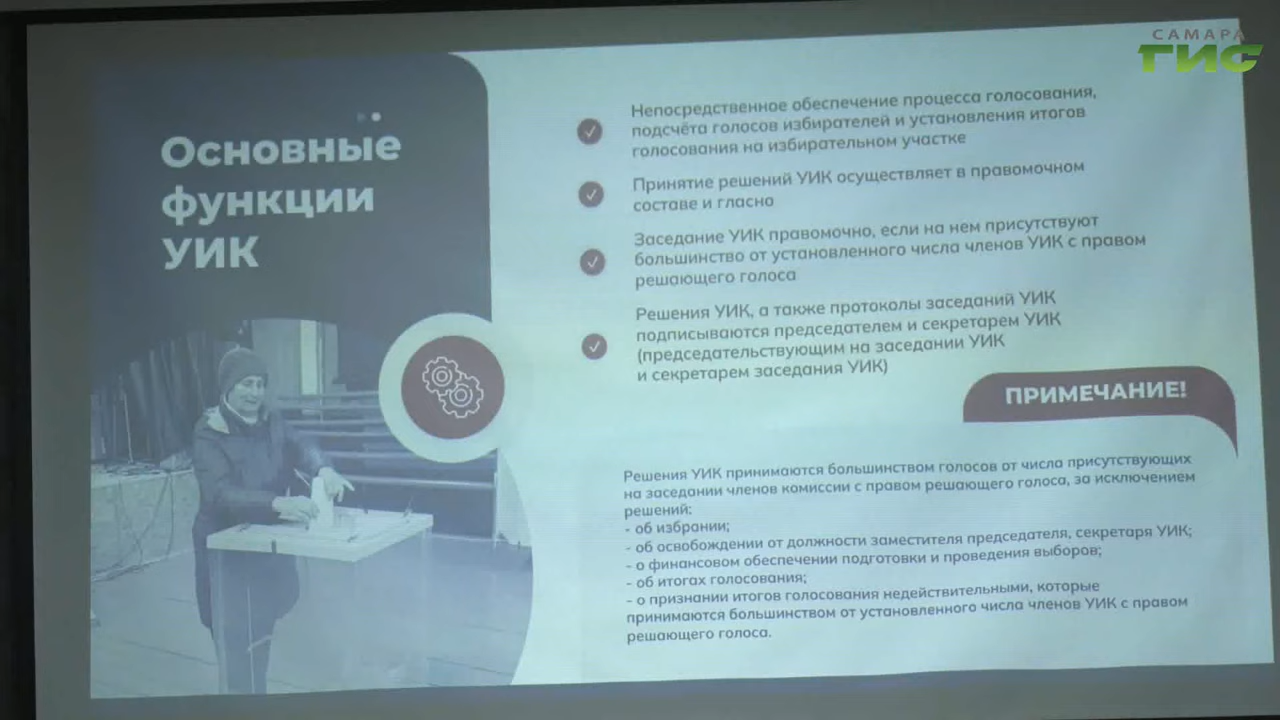 САМАРА
ГИС
Основные
функции
УИК
Непосредственное обеспечение процесса голосования,
подсчёта голосов избирателей и установления итогов
голосования на избирательном участке
Принятие решений УИК осуществляет в правомочном
составе и гласно
Заседание УИК правомочно, если на нем присутствуют
большинство от установленного числа членов УИК с правом
решающего голоса
Решения УИК, а также протоколы заседаний УИК
подписываются председателем и секретарем УИК
(председательствующим на заседании УИК
и секретарем заседания УИК)
ПРИМЕЧАНИЕ!
Решения УИК принимаются большинством голосов от числа присутствующих
на заседании членов комиссии с правом решающего голоса, за исключением
решений:
- об избрании;
- об освобождении от должности заместителя председателя, секретаря УИК;
- о финансовом обеспечении подготовки и проведения выборов;
- об итогах голосования;
- о признании итогов голосования недействительными, которые
принимаются большинством от установленного числа членов УИК с правом
решающего голоса.